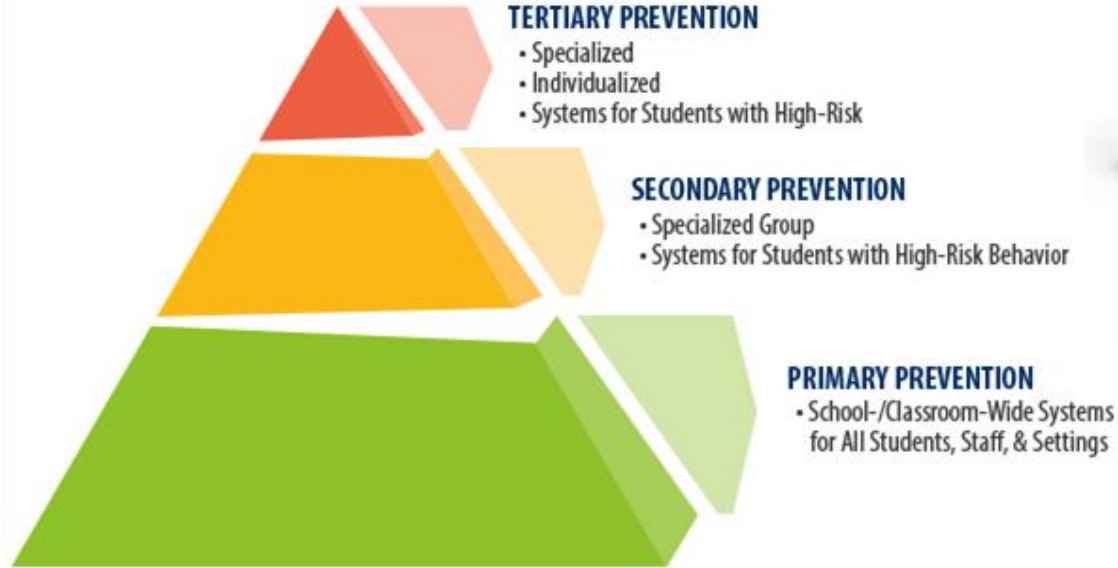 TERTIARY PREVENTION
• Specialized
• Individualized
• Systems for Students with High-Risk
SECONDARY PREVENTION
• Specialized Group
• Systems for Students with High-Risk Behavior
PRIMARY PREVENTION
• School-/Classroom-Wide Systems
for All Students, Staff, & Settings